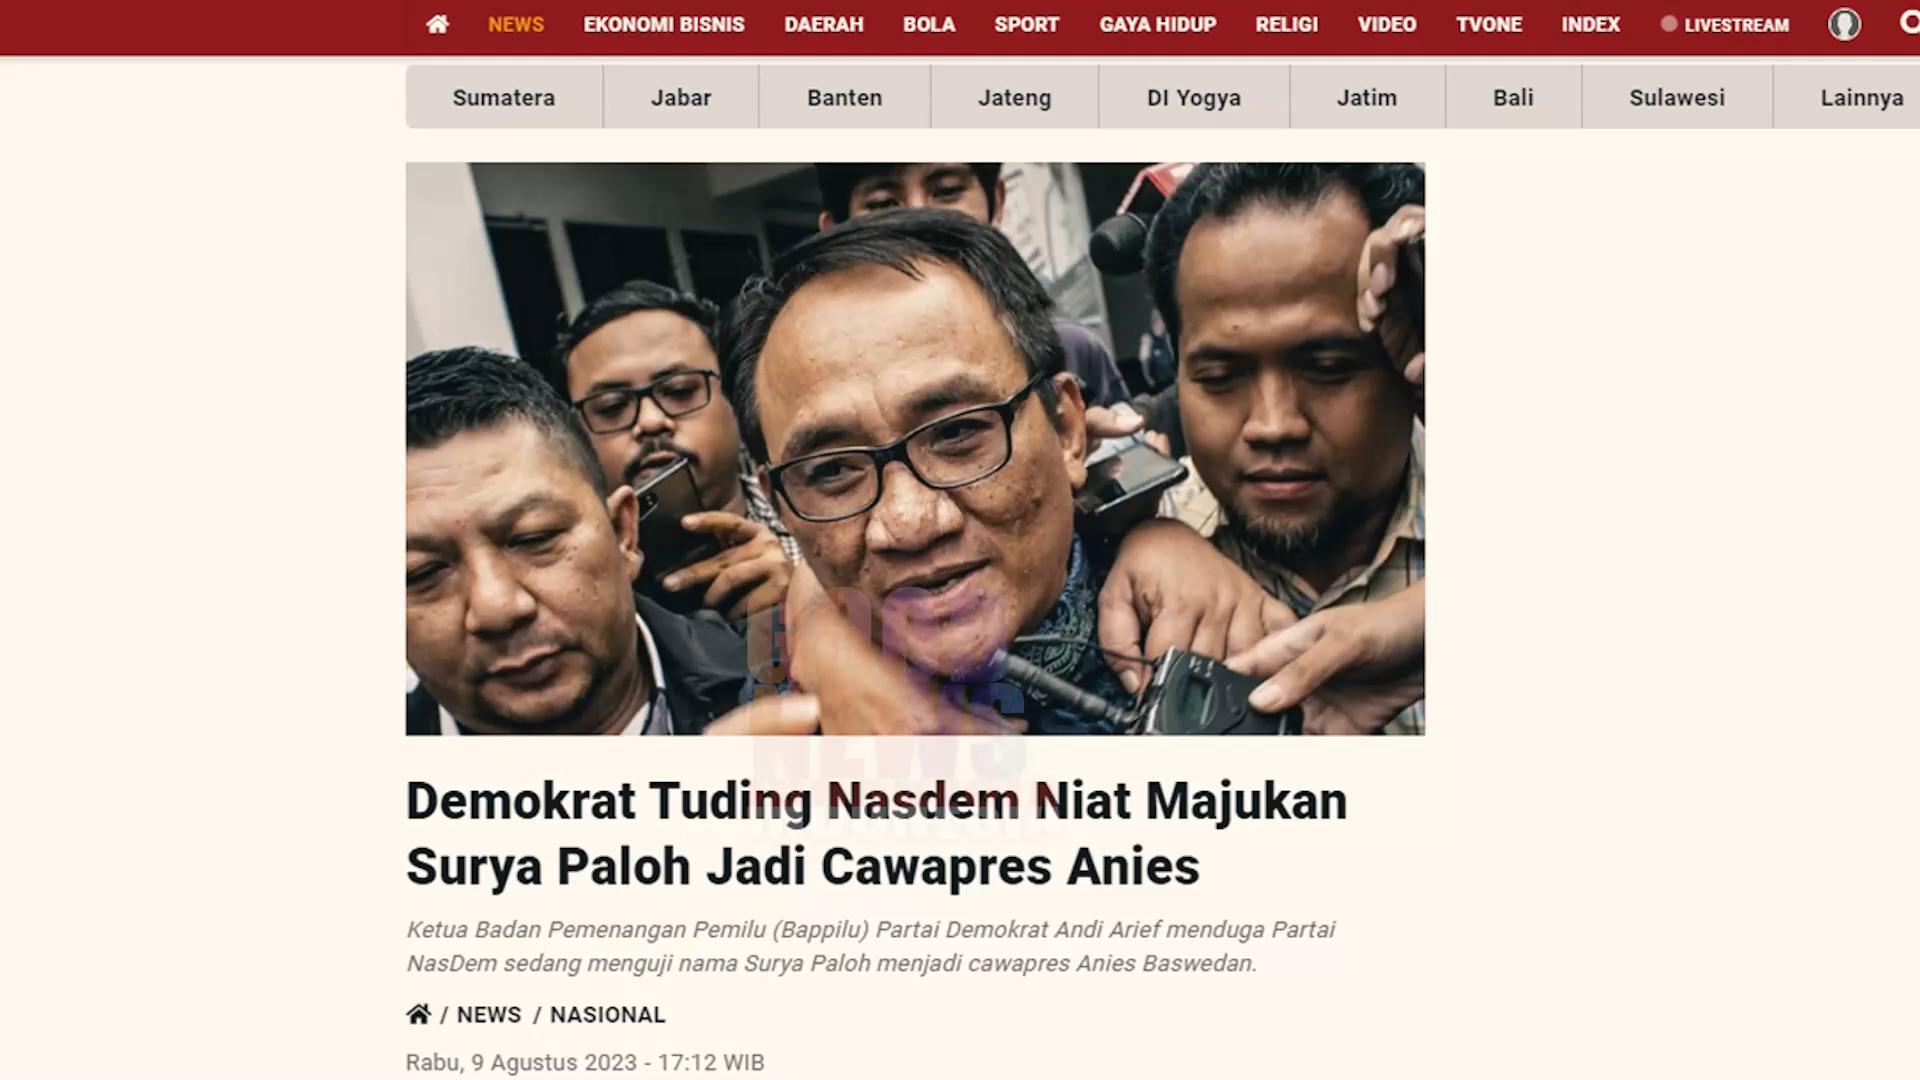 NEWS EKONOMI BISNIS DAERAH BOLA SPORT GAYA HIDUP RELIGI VIDEO TVONE INDEX LIVESTREAM
Sumatera Jabar Banten Jateng DI Yogya Jatim Bali Sulawesi Lainnya
GOOD
NEWS
INDONESIA
Demokrat Tuding Nasdem Niat Majukan
Surya Paloh Jadi Cawapres Anies
Ketua Badan Pemenangan Pemilu (Bappilu) Partai Demokrat Andi Arief menduga Partai
NasDem sedang menguji nama Surya Paloh menjadi cawapres Anies Baswedan.
/ NEWS / NASIONAL
Rabu, 9 Agustus 2023 - 17:12 WIB